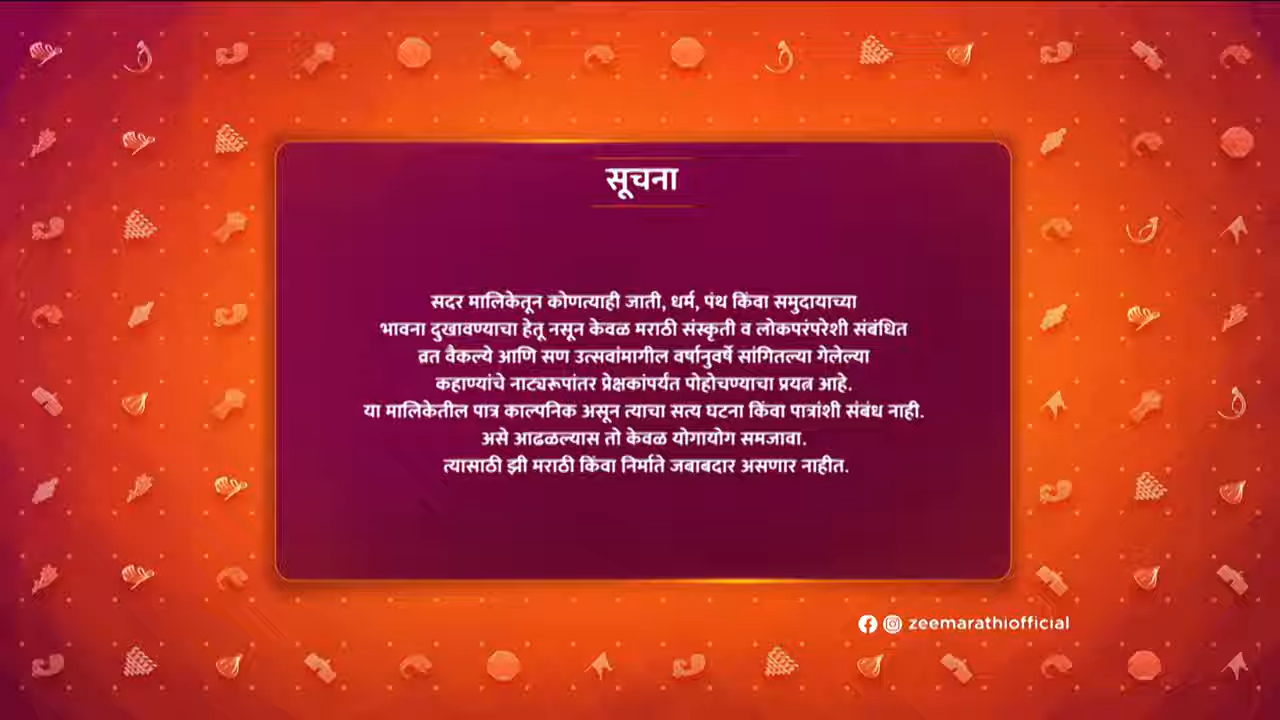 सूचना
सदर मालिकेतून कोणत्याही जाती, धर्म, पंथ किंवा समुदायाच्या
भावना दुखावण्याचा हेतू नसून केवळ मराठी संस्कृती व लोकपरंपरेशी संबंधित
व्रत वैकल्ये आणि सण उत्सवांमागील वर्षानुवर्षे सांगितल्या गेलेल्या
कहाण्यांचे नाट्यरूपांतर प्रेक्षकांपर्यंत पोहोचण्याचा प्रयत्न आहे.
या मालिकेतील पात्र काल्पनिक असून त्याचा सत्य घटना किंवा पात्रांशी संबंध नाही.
असे आढळल्यास तो केवळ योगायोग समजावा.
त्यासाठी झी मराठी किंवा निर्माते जबाबदार असणार नाहीत.
zeemarathiofficial